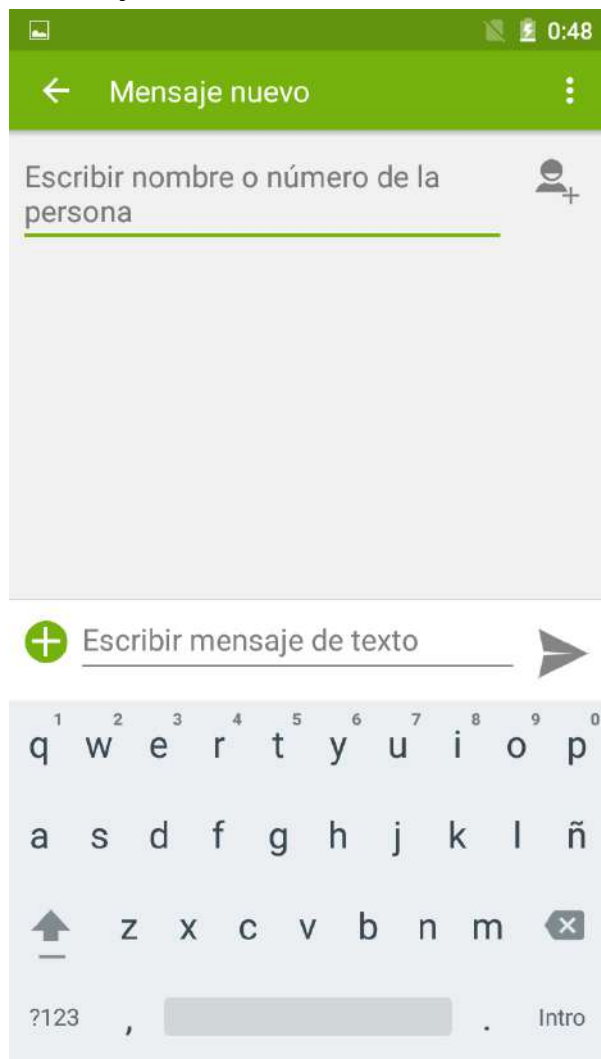 0:48
Mensaje nuevo
Escribir nombre o número de la
persona
Escribir mensaje de texto
1 2 3 4 5 6 7 8 9 0
q w e r t y u i o p
a s d f g h j k l ñ
z x c v b n m
?123 , . Intro